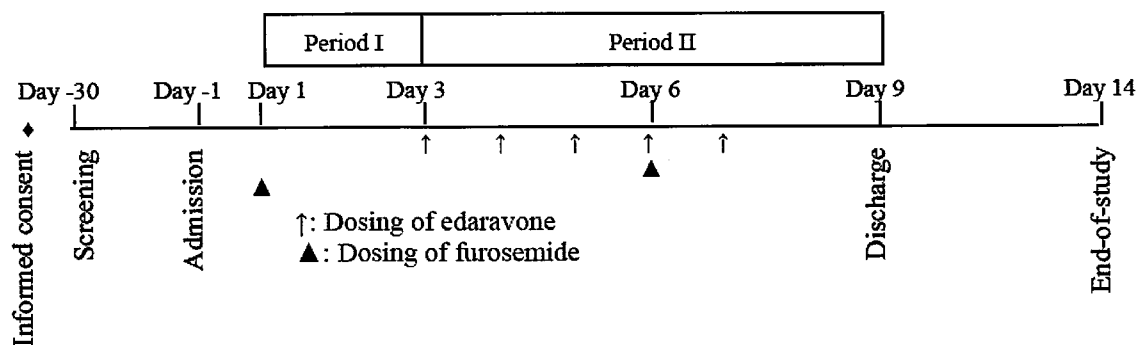 Period I
Period II
Day -30
Day -1
Day 1
Day 3
Day 6
Day 9
Day 14
Informed consent
Screening
Admission
Discharge
End-of-study
↑: Dosing of edaravone
▲: Dosing of furosemide